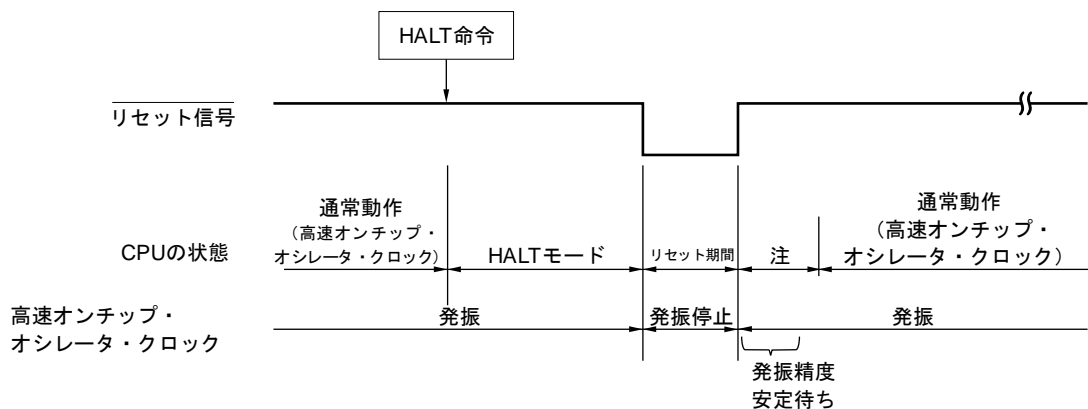 HALT命令
リセット信号
通常動作
(高速オンチップ・
オシレータ・クロック)
通常動作
(高速オンチップ・
オシレータ・クロック)
CPUの状態
HALTモード
リセット期間
注
高速オンチップ・
オシレータ・クロック
発振
発振停止
発振
発振精度
安定待ち